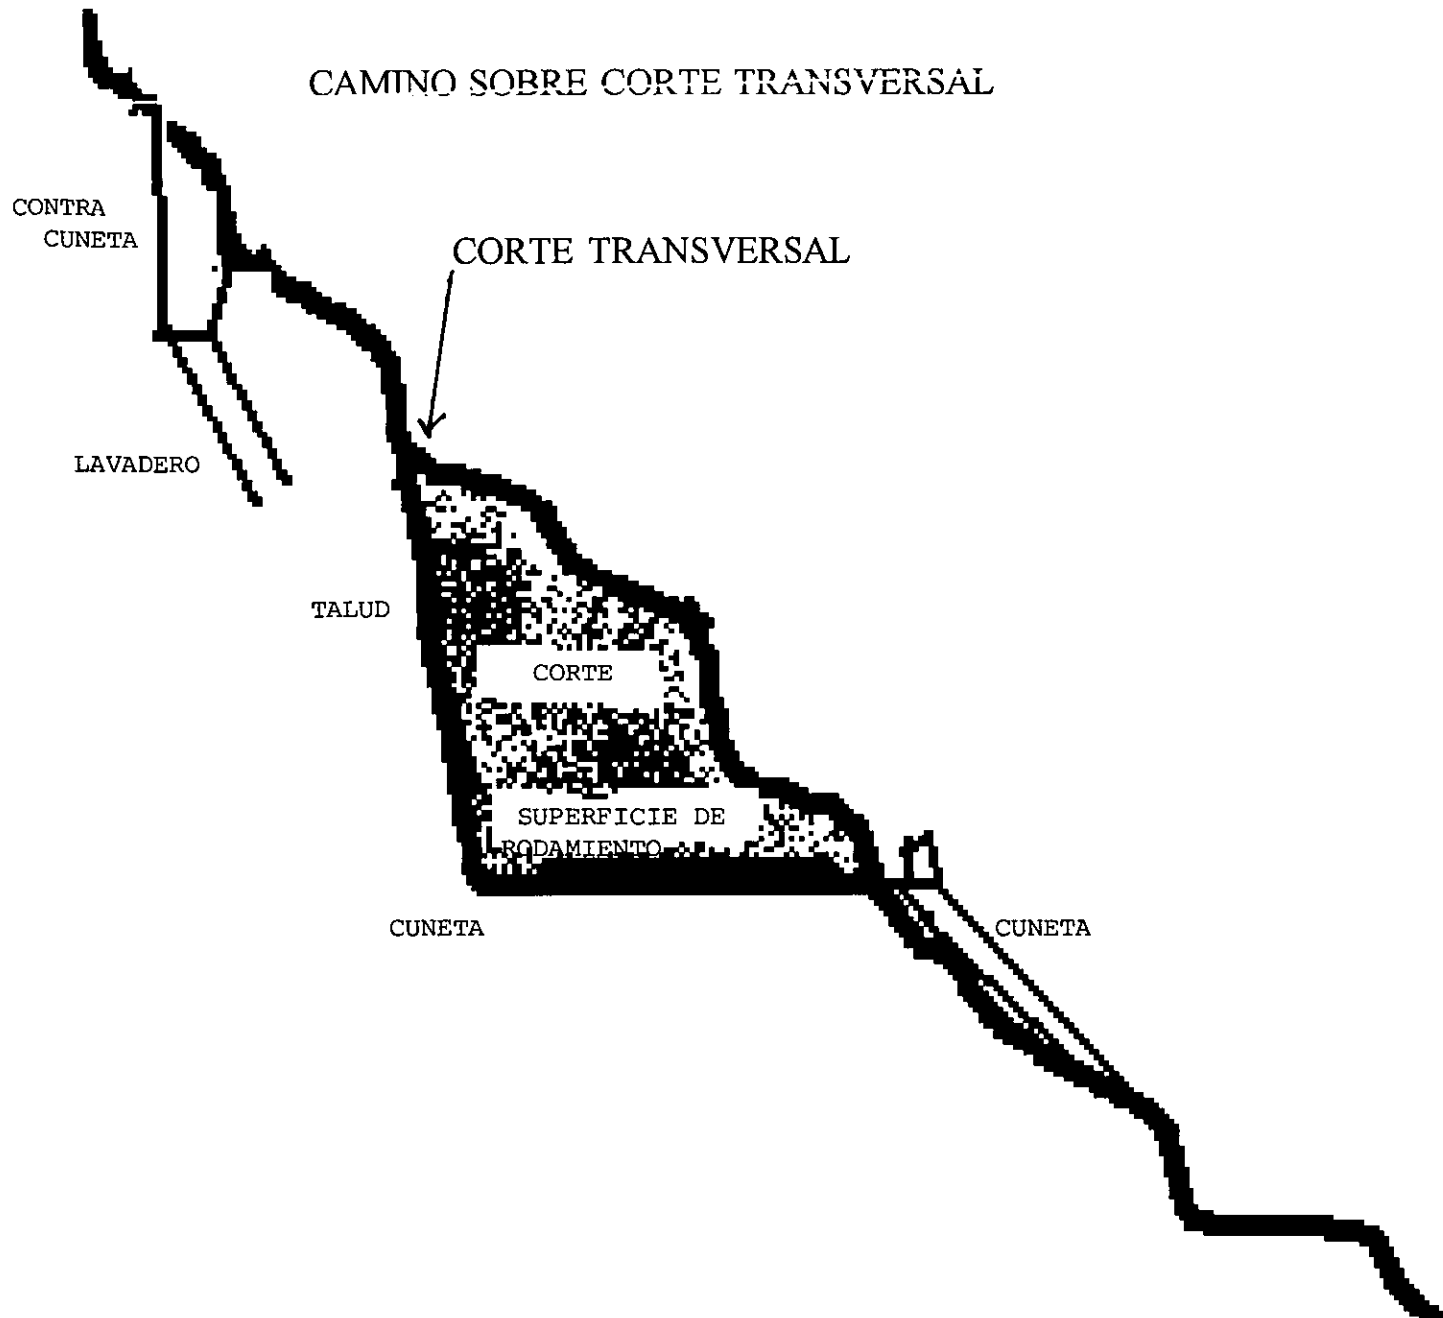 CAMINO SOBRE CORTE TRANSVERSAL
CONTRA
CUNETA
CORTE TRANSVERSAL
LAVADERO
TALUD
CORTE
SUPERFICIE DE
RODAMIENTO
CUNETA
CUNETA